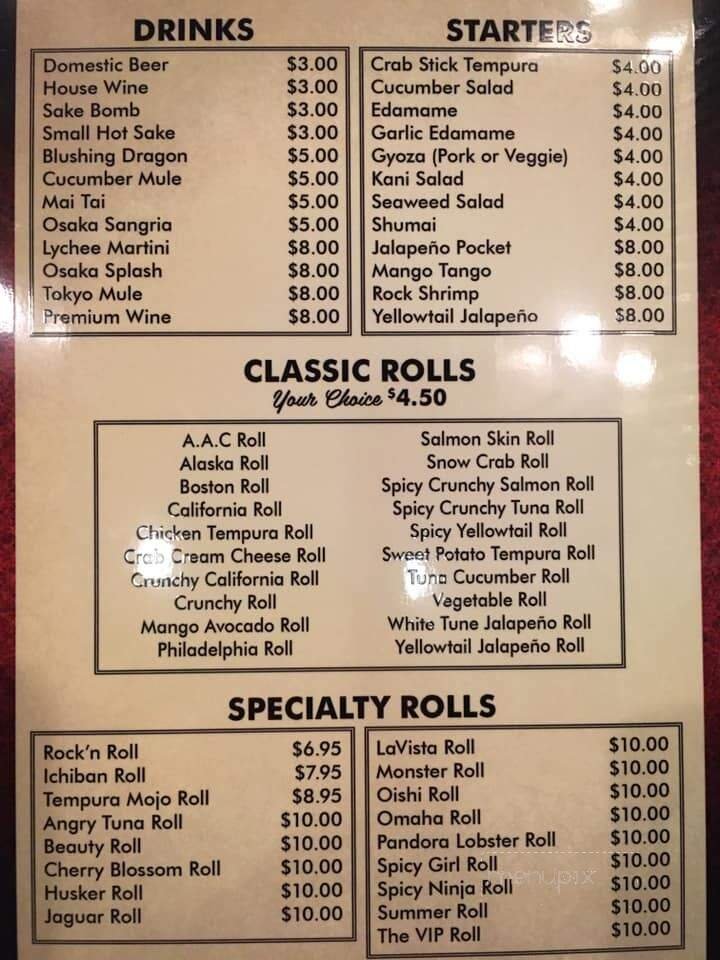 DRINKS
Domestic Beer $3.00
House Wine $3.00
Sake Bomb $3.00
Small Hot Sake $3.00
Blushing Dragon $5.00
Cucumber Mule $5.00
Mai Tai $5.00
Osaka Sangria $5.00
Lychee Martini $8.00
Osaka Splash $8.00
Tokyo Mule $8.00
Premium Wine $8.00
STARTERS
Crab Stick Tempura $4.00
Cucumber Salad $4.00
Edamame $4.00
Garlic Edamame $4.00
Gyoza (Pork or Veggie) $4.00
Kani Salad $4.00
Seaweed Salad $4.00
Shumai $4.00
Jalapeño Pocket $8.00
Mango Tango $8.00
Rock Shrimp $8.00
Yellowtail Jalapeño $8.00
CLASSIC ROLLS
Your Choice $4.50
A.A.C Roll
Alaska Roll
Boston Roll
California Roll
Chicken Tempura Roll
Crab Cream Cheese Roll
Crunchy California Roll
Crunchy Roll
Mango Avocado Roll
Philadelphia Roll
Salmon Skin Roll
Snow Crab Roll
Spicy Crunchy Salmon Roll
Spicy Crunchy Tuna Roll
Spicy Yellowtail Roll
Sweet Potato Tempura Roll
Tuna Cucumber Roll
Vegetable Roll
White Tune Jalapeño Roll
Yellowtail Jalapeño Roll
SPECIALTY ROLLS
Rock'n Roll $6.95
Ichiban Roll $7.95
Tempura Mojo Roll $8.95
Angry Tuna Roll $10.00
Beauty Roll $10.00
Cherry Blossom Roll $10.00
Husker Roll $10.00
Jaguar Roll $10.00
LaVista Roll $10.00
Monster Roll $10.00
Oishi Roll $10.00
Omaha Roll $10.00
Pandora Lobster Roll $10.00
Spicy Girl Roll $10.00
Spicy Ninja Roll $10.00
Summer Roll $10.00
The VIP Roll $10.00
menupix